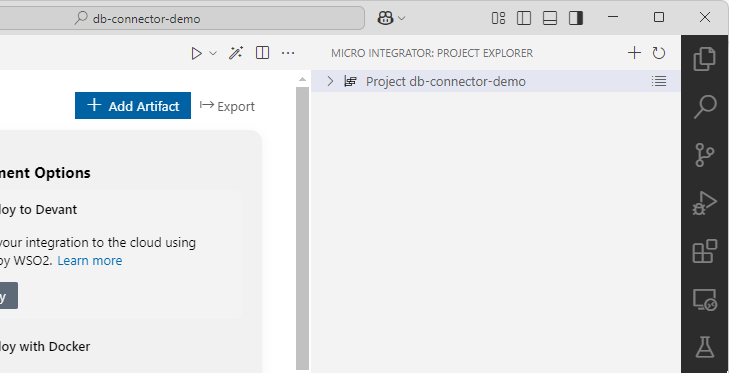 db-connector-demo
MICRO INTEGRATOR: PROJECT EXPLORER
Project db-connector-demo
Add Artifact
Export
ment Options
loy to Devant
your integration to the cloud using
by WSO2. Learn more
y
loy with Docker